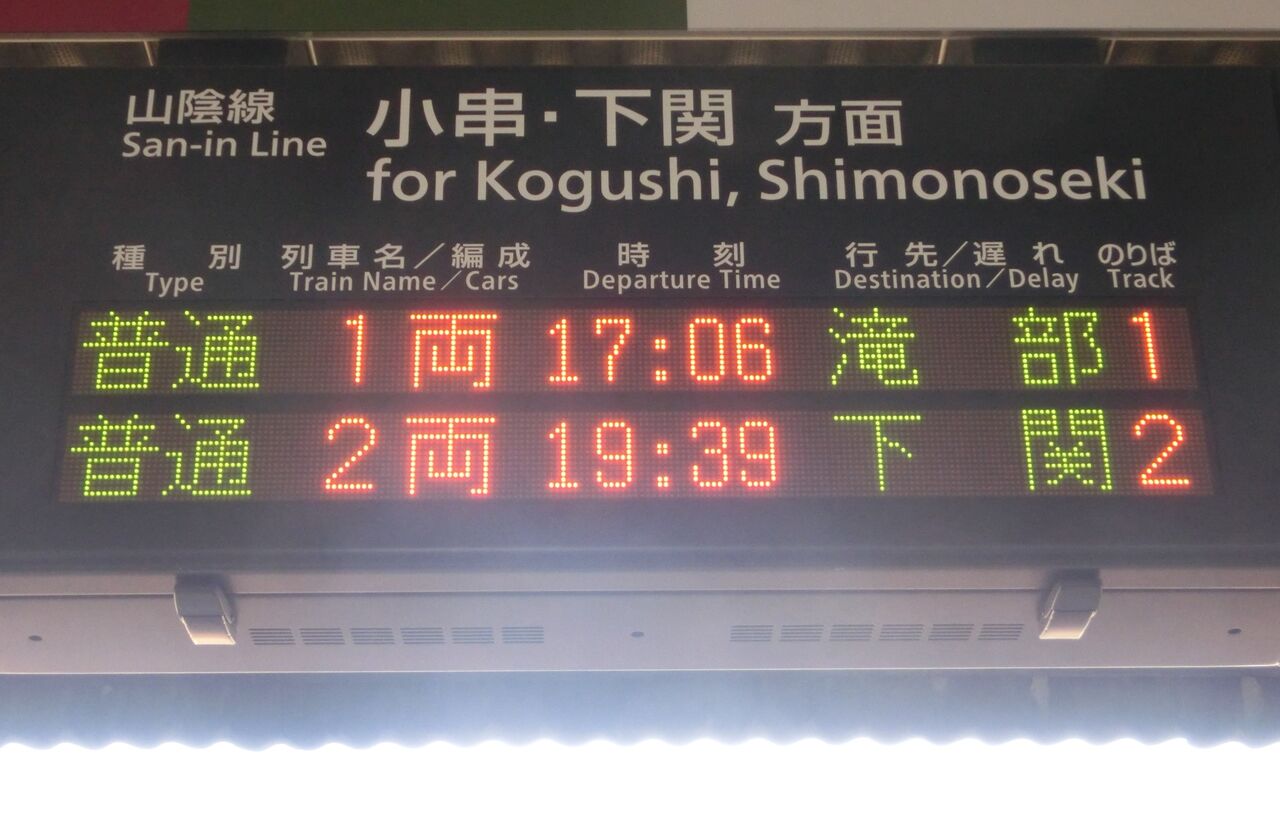 山陰線 小串・下関 方面
San-in Line for Kogushi, Shimonoseki
種別 列車名／編成 時刻 行先／遅れ のりば
Type Train Name／Cars Departure Time Destination／Delay Track
普通 1両 17:06 滝部 1
普通 2両 19:39 下関 2